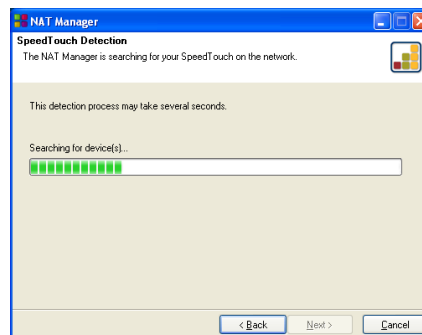 NAT Manager
SpeedTouch Detection
The NAT Manager is searching for your SpeedTouch on the network.
This detection process may take several seconds.
Searching for device(s)...
< Back Next > Cancel